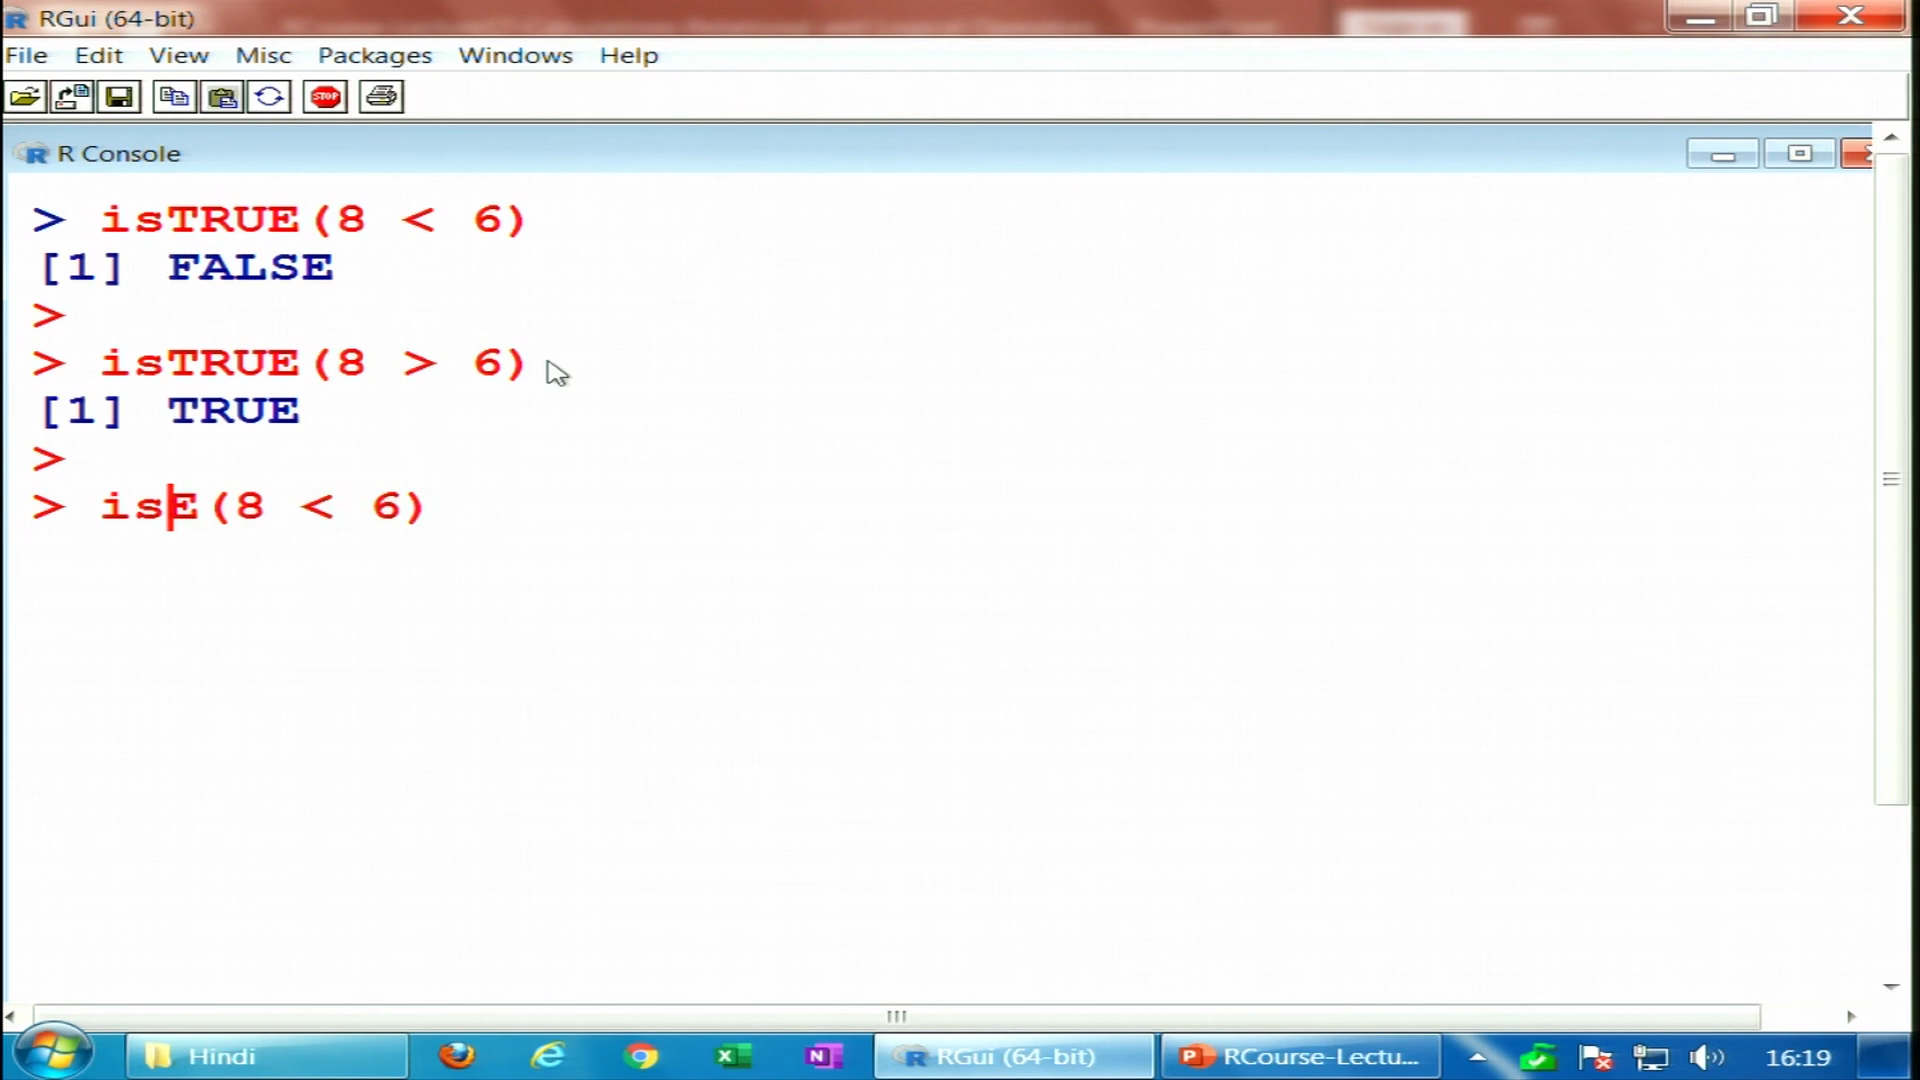 RGui (64-bit)
File Edit View Misc Packages Windows Help
STOP
R Console
> isTRUE(8 < 6)
[1] FALSE
>
> isTRUE(8 > 6)
[1] TRUE
>
> isE(8 < 6)
Hindi RGui (64-bit) RCourse-Lectu... 16:19